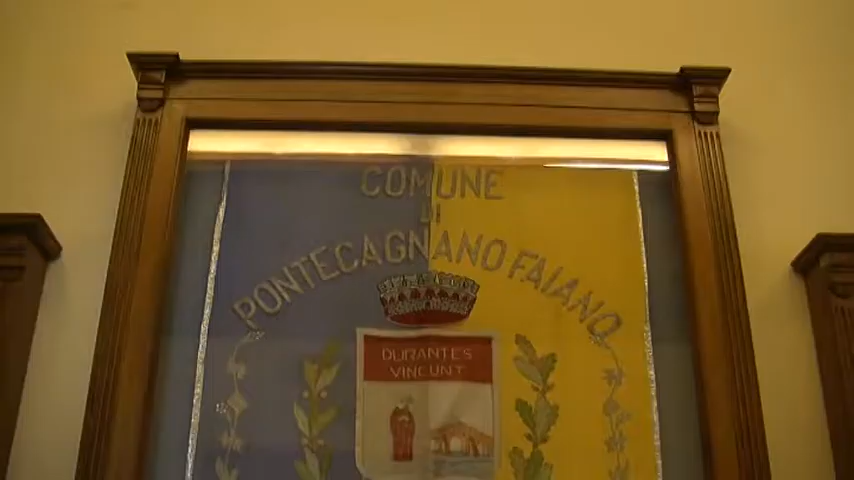 COMUNE
DI
PONTECAGNANO FAIANO
DURANTES
VINCUNT